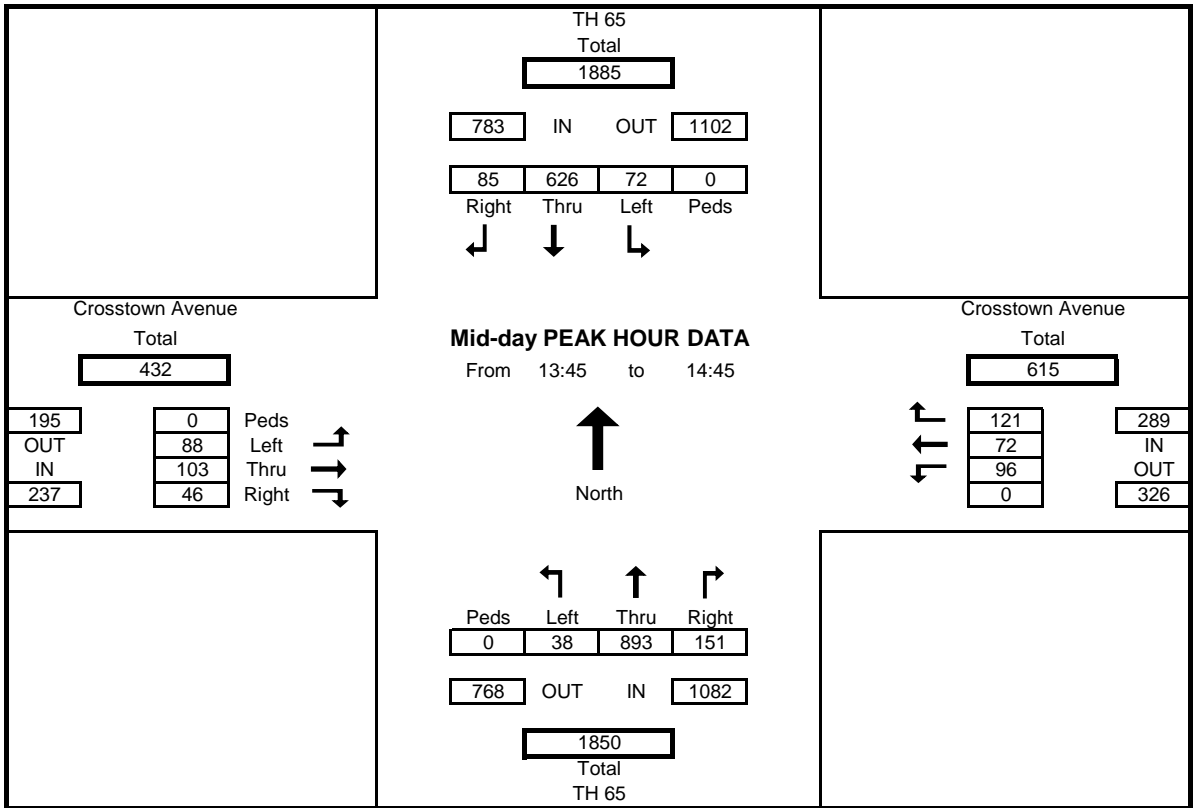 TH 65
Total
1885
783 IN OUT 1102
85 626 72 0
Right Thru Left Peds
Crosstown Avenue
Total
432
195
OUT
IN
237
0 Peds
88 Left
103 Thru
46 Right
Mid-day PEAK HOUR DATA
From 13:45 to 14:45
North
Crosstown Avenue
Total
615
121
72
96
0
289
IN
OUT
326
Peds Left Thru Right
0 38 893 151
768 OUT IN 1082
1850
Total
TH 65